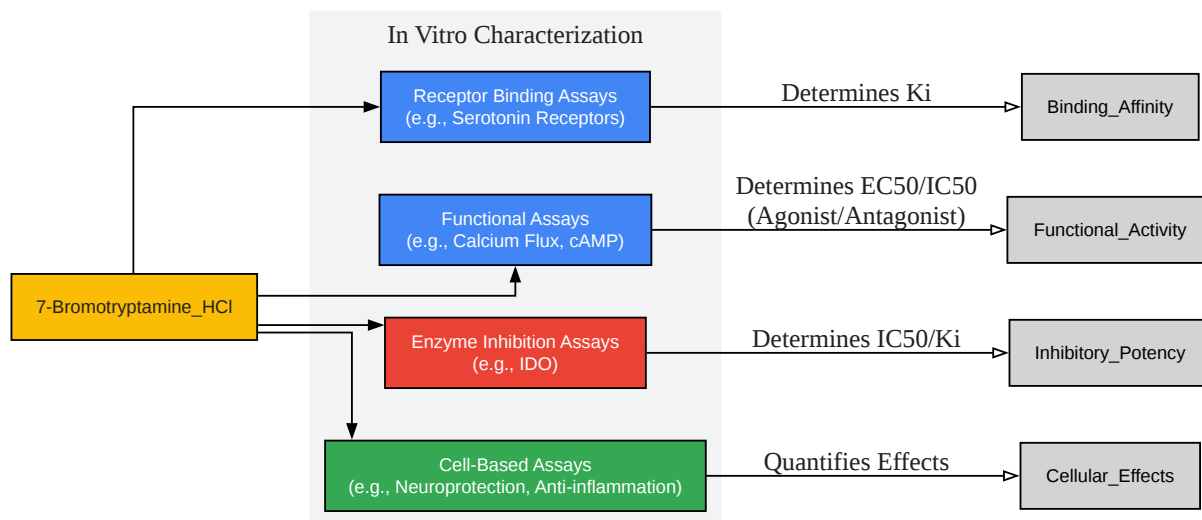 In Vitro Characterization
Receptor Binding Assays
(e.g., Serotonin Receptors)
Determines Ki
Binding_Affinity
Functional Assays
(e.g., Calcium Flux, cAMP)
Determines EC50/IC50
(Agonist/Antagonist)
Functional_Activity
7-Bromotryptamine_HCl
Enzyme Inhibition Assays
(e.g., IDO)
Determines IC50/Ki
Inhibitory_Potency
Cell-Based Assays
(e.g., Neuroprotection, Anti-inflammation)
Quantifies Effects
Cellular_Effects